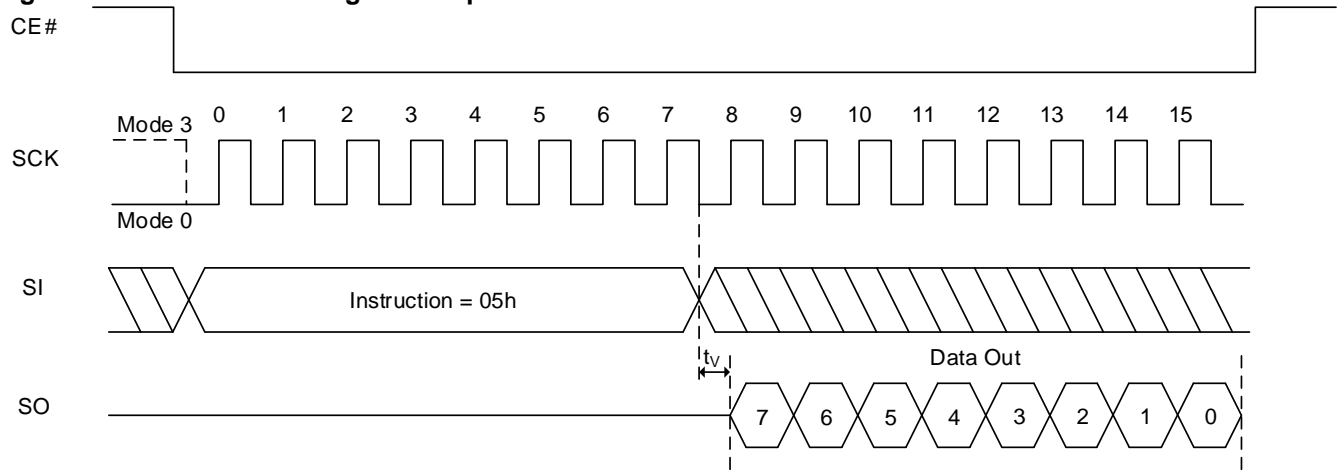 CE#
0 1 2 3 4 5 6 7 8 9 10 11 12 13 14 15
Mode 3
SCK
Mode 0
SI
Instruction = 05h
tV
Data Out
SO
7 6 5 4 3 2 1 0